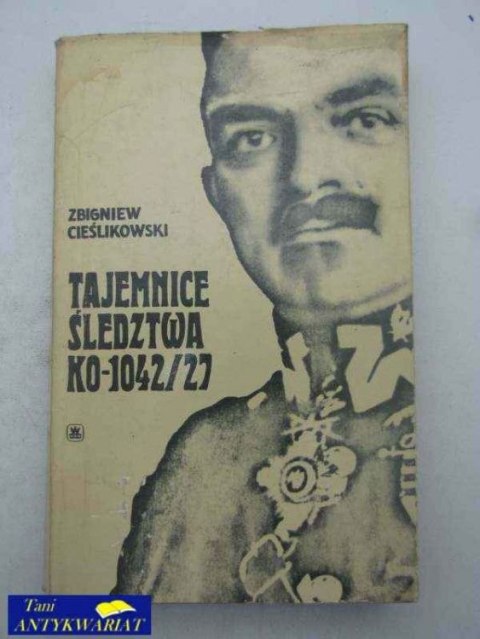 ZBIGNIEW
CIEŚLIKOWSKI
TAJEMNICE
ŚLEDZTWA
KO-1042/27
Tani
ANTYKWARIAT